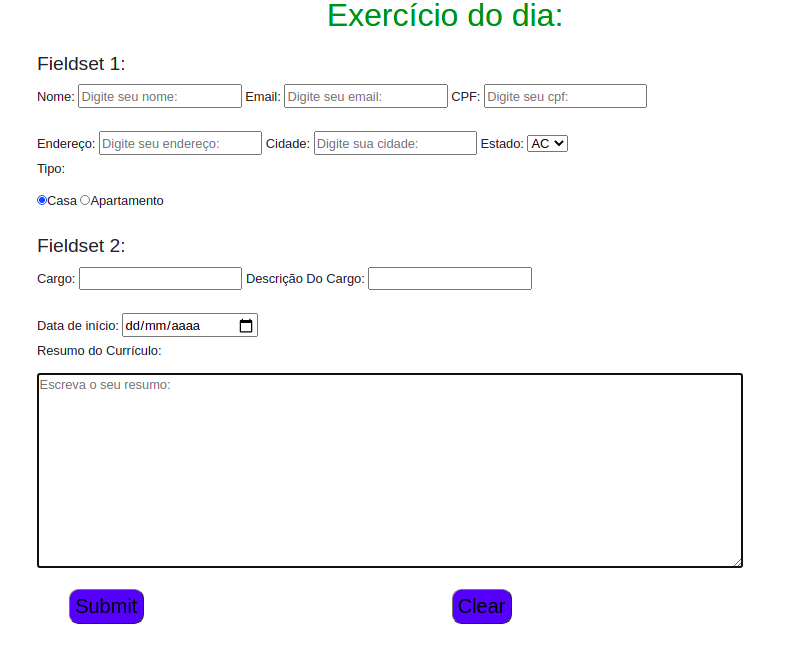 Exercício do dia:
Fieldset 1:
Nome: Digite seu nome: Email: Digite seu email: CPF: Digite seu cpf:
Endereço: Digite seu endereço: Cidade: Digite sua cidade: Estado: AC
Tipo:
Casa Apartamento
Fieldset 2:
Cargo: Descrição Do Cargo:
Data de início: dd/mm/aaaa
Resumo do Currículo:
Escreva o seu resumo:
Submit Clear